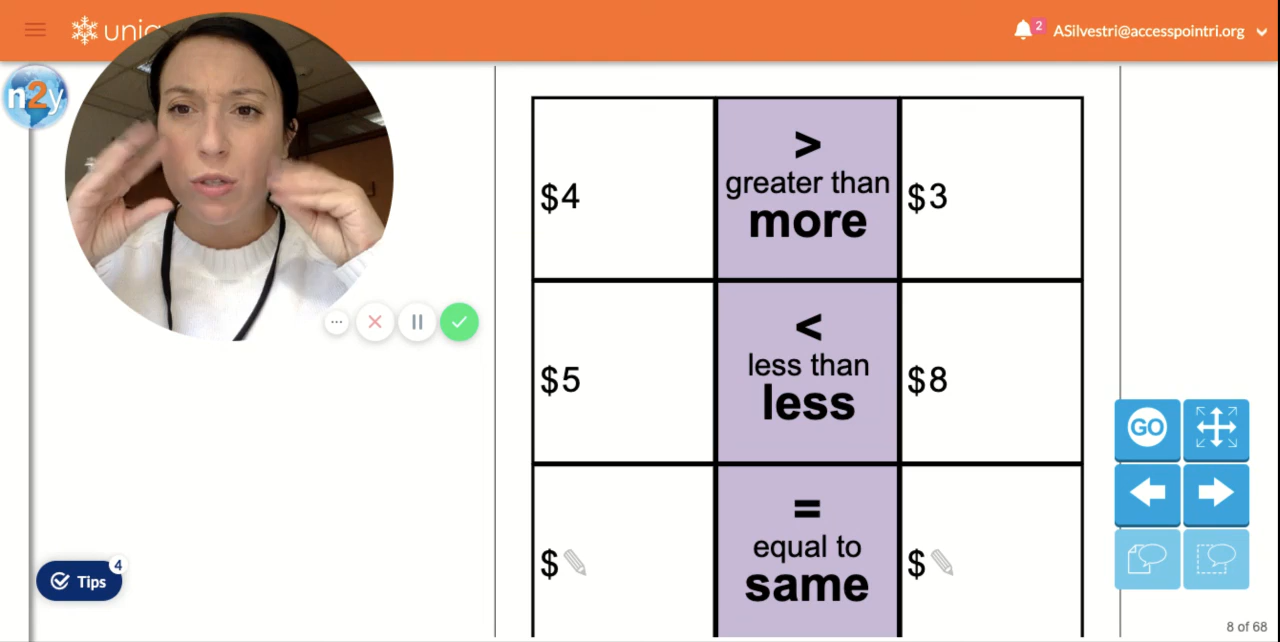 uniq
2
ASilvestri@accesspointri.org
n2y
$4
>
greater than
more
$3
$5
<
less than
less
$8
$
=
equal to
same
$
GO
4
Tips
8 of 68